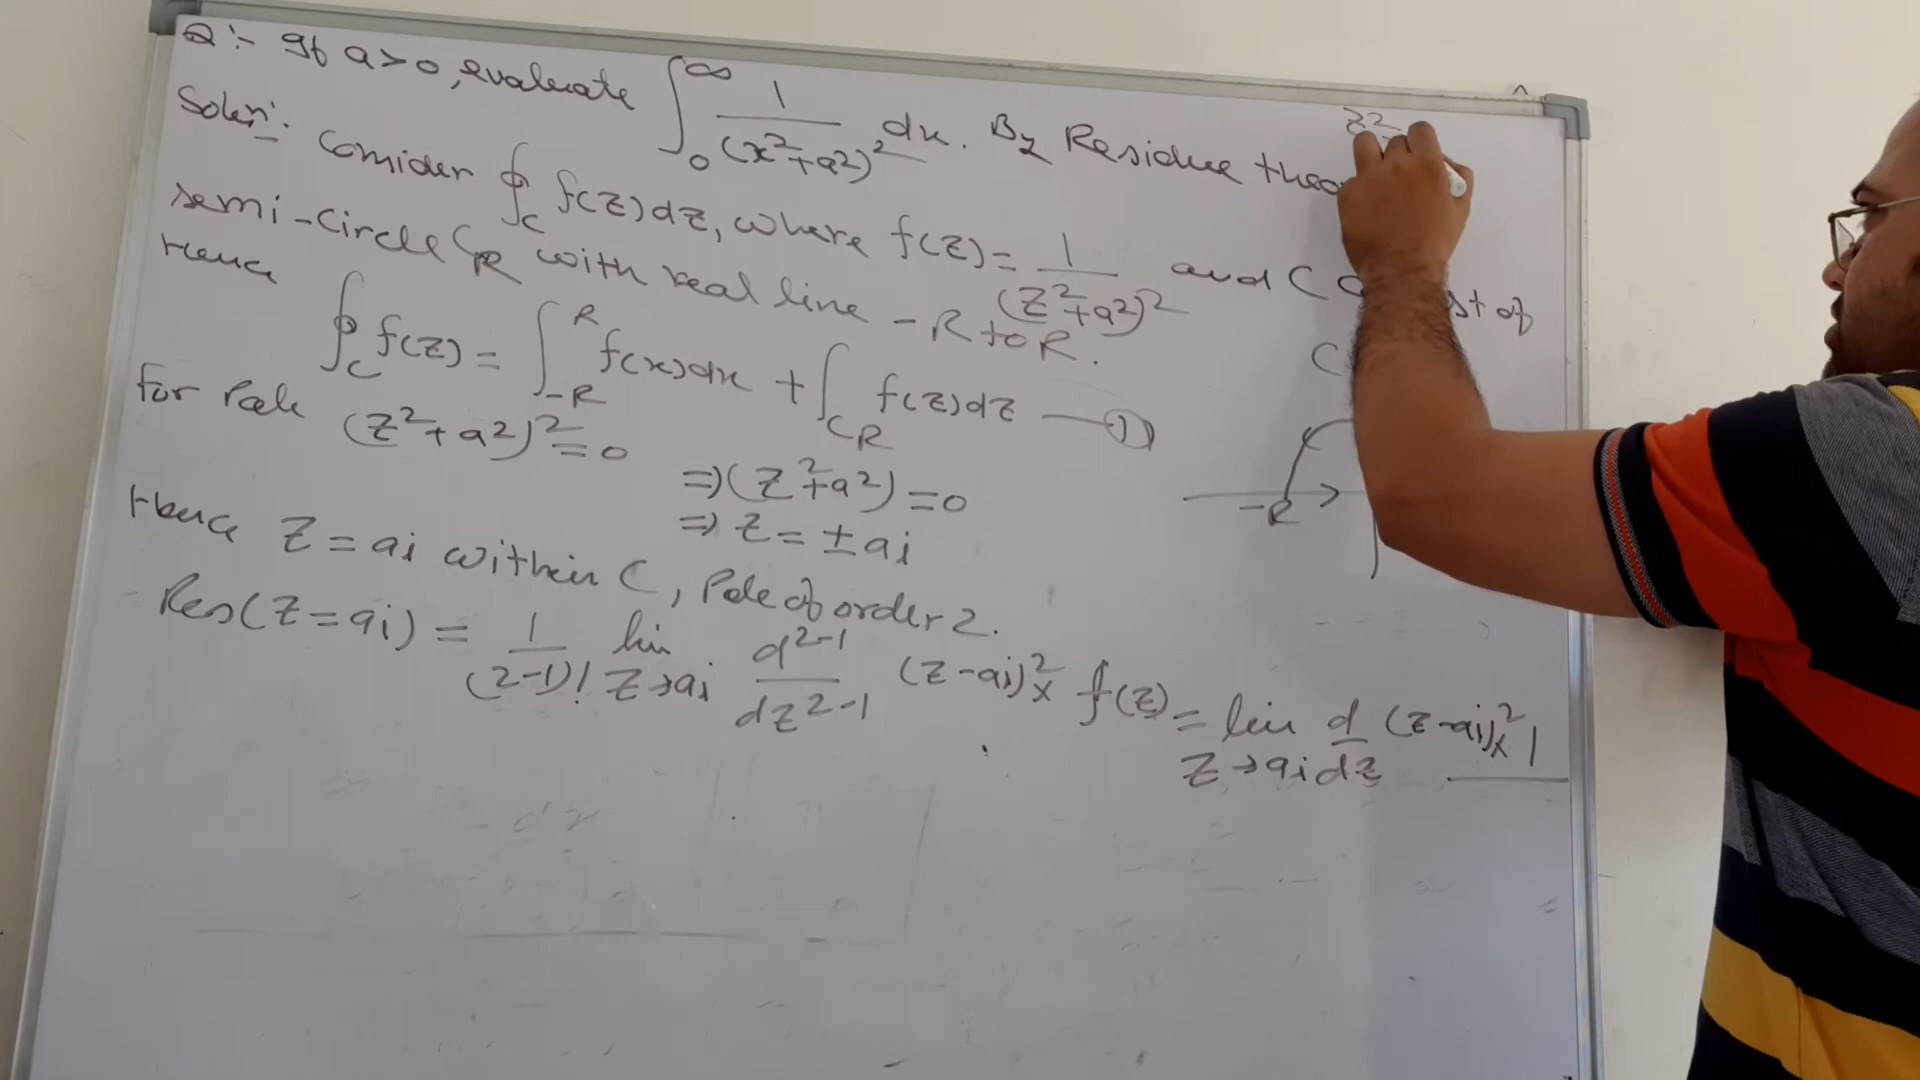 Q:- If a>0, evaluate ∫₀^∞ 1/(x²+a²)² dx. By Residue
Soln:- Consider ∮_C f(z)dz, where f(z) = 1/(z²+a²)² and C
semi-Circle C_R with real line -R to R.
Hence ∮_C f(z) = ∫_{-R}^{R} f(x)dx + ∫_{C_R} f(z)dz —①
for Pole (z²+a²)² = 0
⇒ (z²+a²) = 0
⇒ z = ±ai
Hence z = ai within C, Pole of order 2.
Res(z=ai) = 1/(2-1)! lim_{z→ai} d^{2-1}/dz^{2-1} (z-ai)² × f(z) = lim_{z→ai} d/dz (z-ai)² × 1
z²
-R